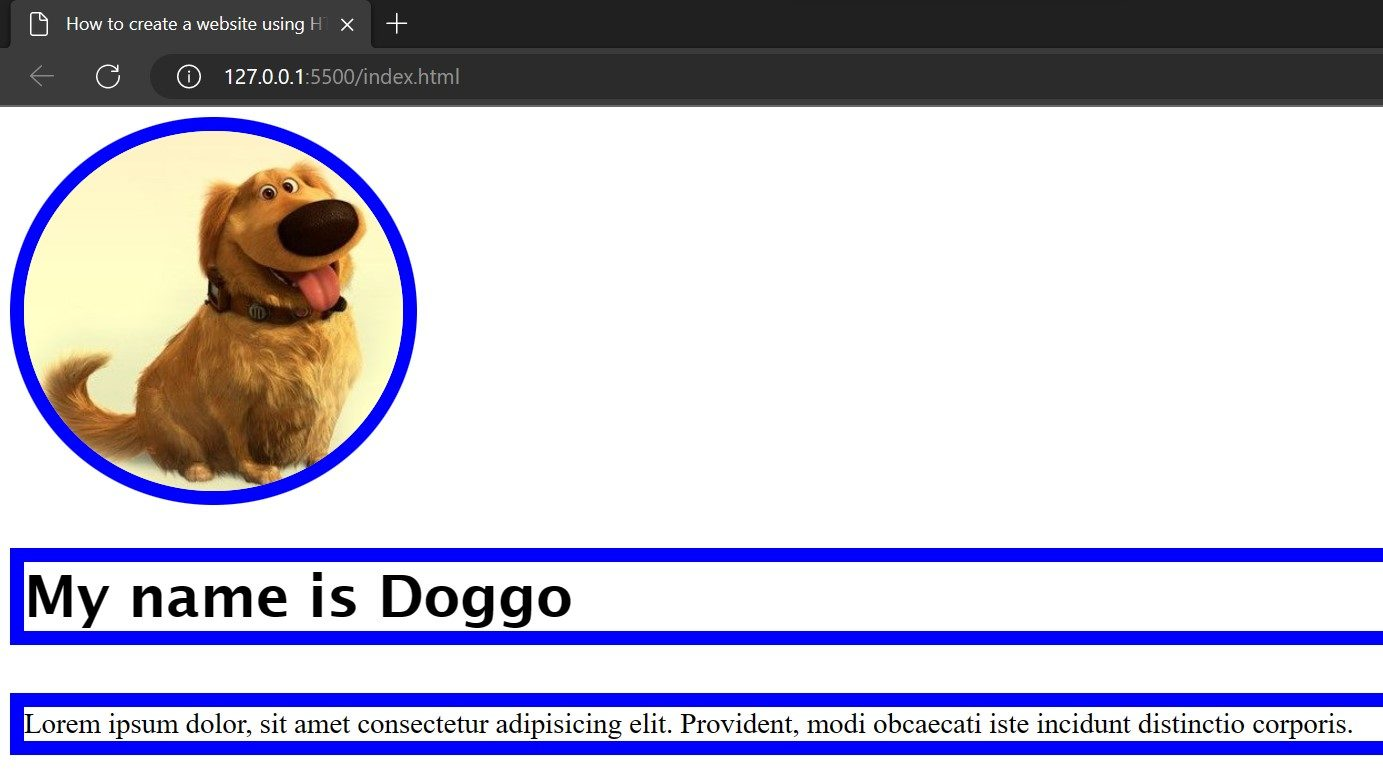 How to create a website using HT
127.0.0.1:5500/index.html
My name is Doggo
Lorem ipsum dolor, sit amet consectetur adipisicing elit. Provident, modi obcaecati iste incidunt distinctio corporis.